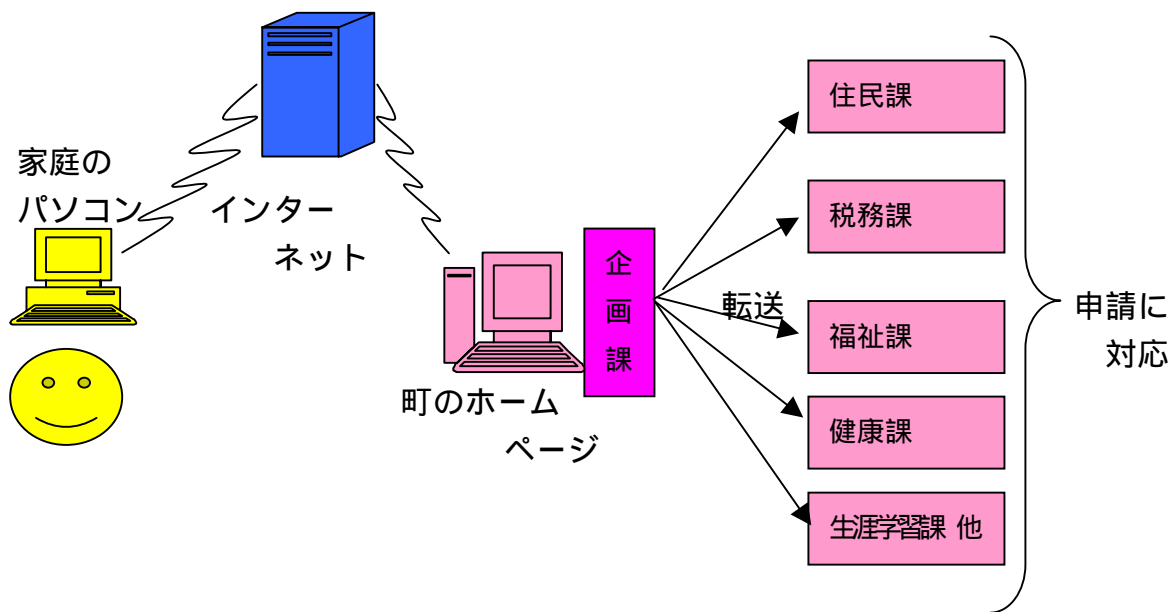 家庭の
パソコン
インター
ネット
町のホーム
ページ
企
画
課
転送
住民課
税務課
福祉課
健康課
生涯学習課 他
申請に
対応